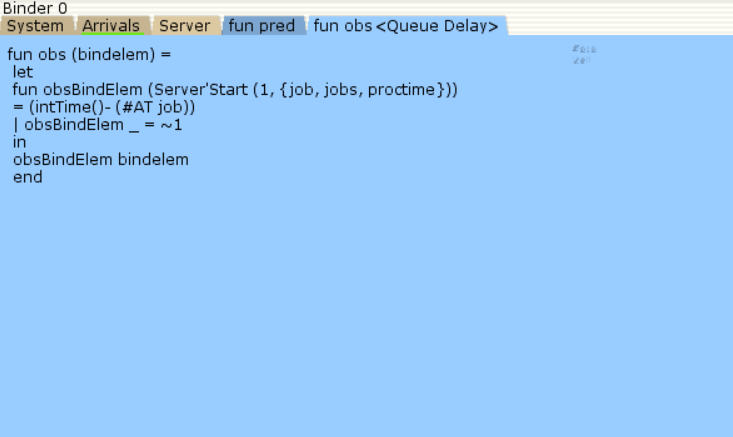 Binder 0
System Arrivals Server fun pred fun obs <Queue Delay>
fun obs (bindelem) =
let
fun obsBindElem (Server'Start (1, {job, jobs, proctime}))
= (intTime()- (#AT job))
| obsBindElem _ = ~1
in
obsBindElem bindelem
end